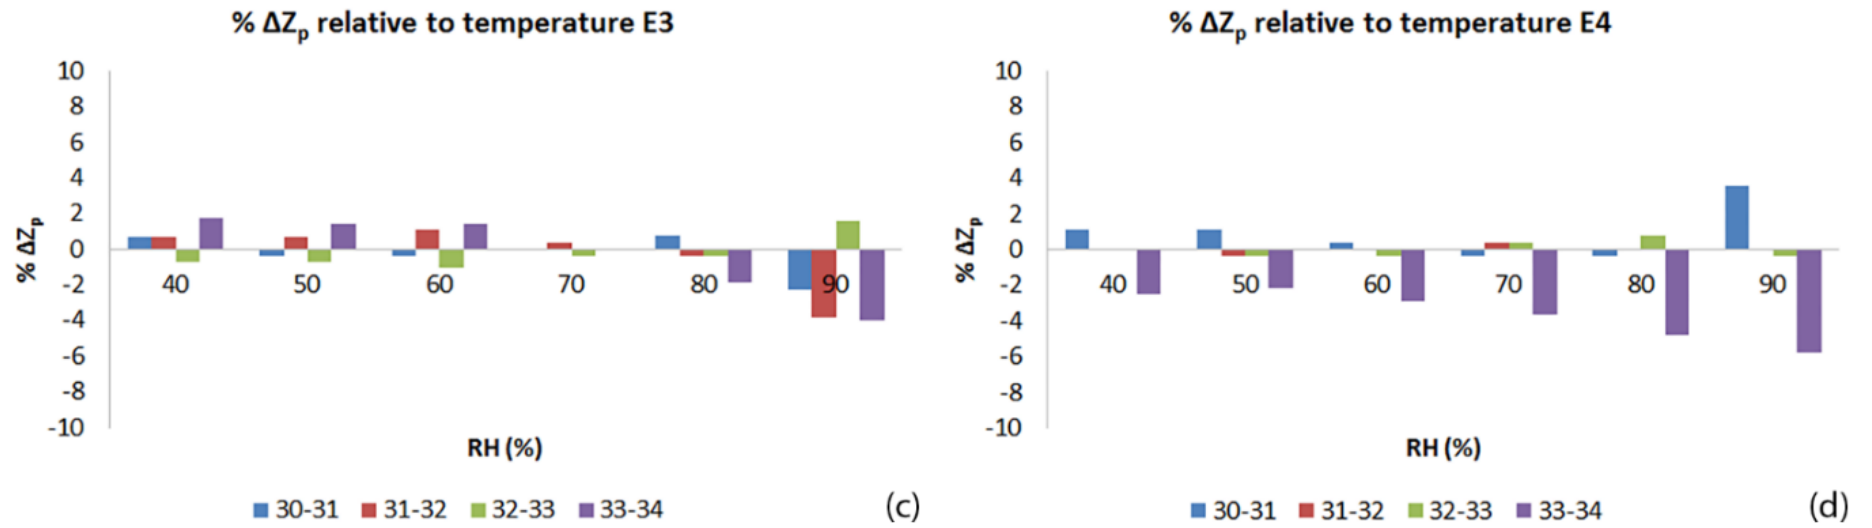 % ΔZp relative to temperature E3
10
8
6
4
2
0
-2
-4
-6
-8
-10
% ΔZp
40 50 60 70 80 90
RH (%)
30-31 31-32 32-33 33-34
(c)
% ΔZp relative to temperature E4
10
8
6
4
2
0
-2
-4
-6
-8
-10
% ΔZp
40 50 60 70 80 90
RH (%)
30-31 31-32 32-33 33-34
(d)